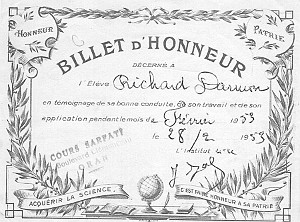 HONNEUR
PATRIE
BILLET D'HONNEUR
DÉCERNÉ A
l'Elève Richard
en témoignage de sa bonne conduite de son travail et de son
application pendant le mois de Février 1953
le 28/2 1953
L'Institut
COURS SARFATI
ORAN
ACQUÉRIR LA SCIENCE,
C'EST FAIRE HONNEUR A SA PATRIE